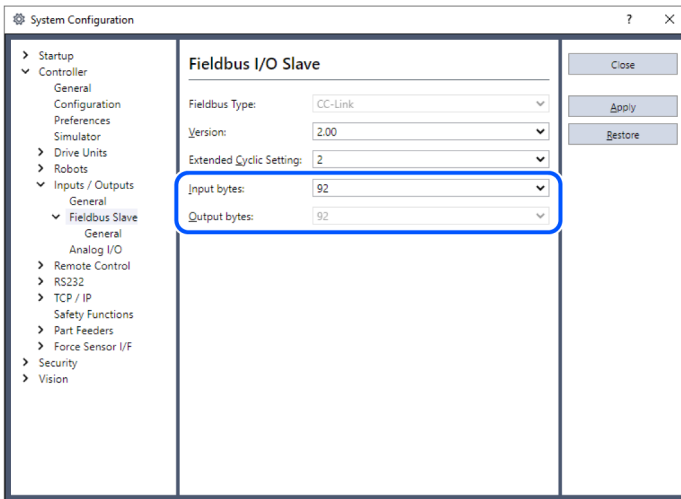 System Configuration
?
Startup
Controller
General
Configuration
Preferences
Simulator
Drive Units
Robots
Inputs / Outputs
General
Fieldbus Slave
General
Analog I/O
Remote Control
RS232
TCP / IP
Safety Functions
Part Feeders
Force Sensor I/F
Security
Vision
Fieldbus I/O Slave
Fieldbus Type: CC-Link
Version: 2.00
Extended Cyclic Setting: 2
Input bytes: 92
Output bytes: 92
Close
Apply
Restore